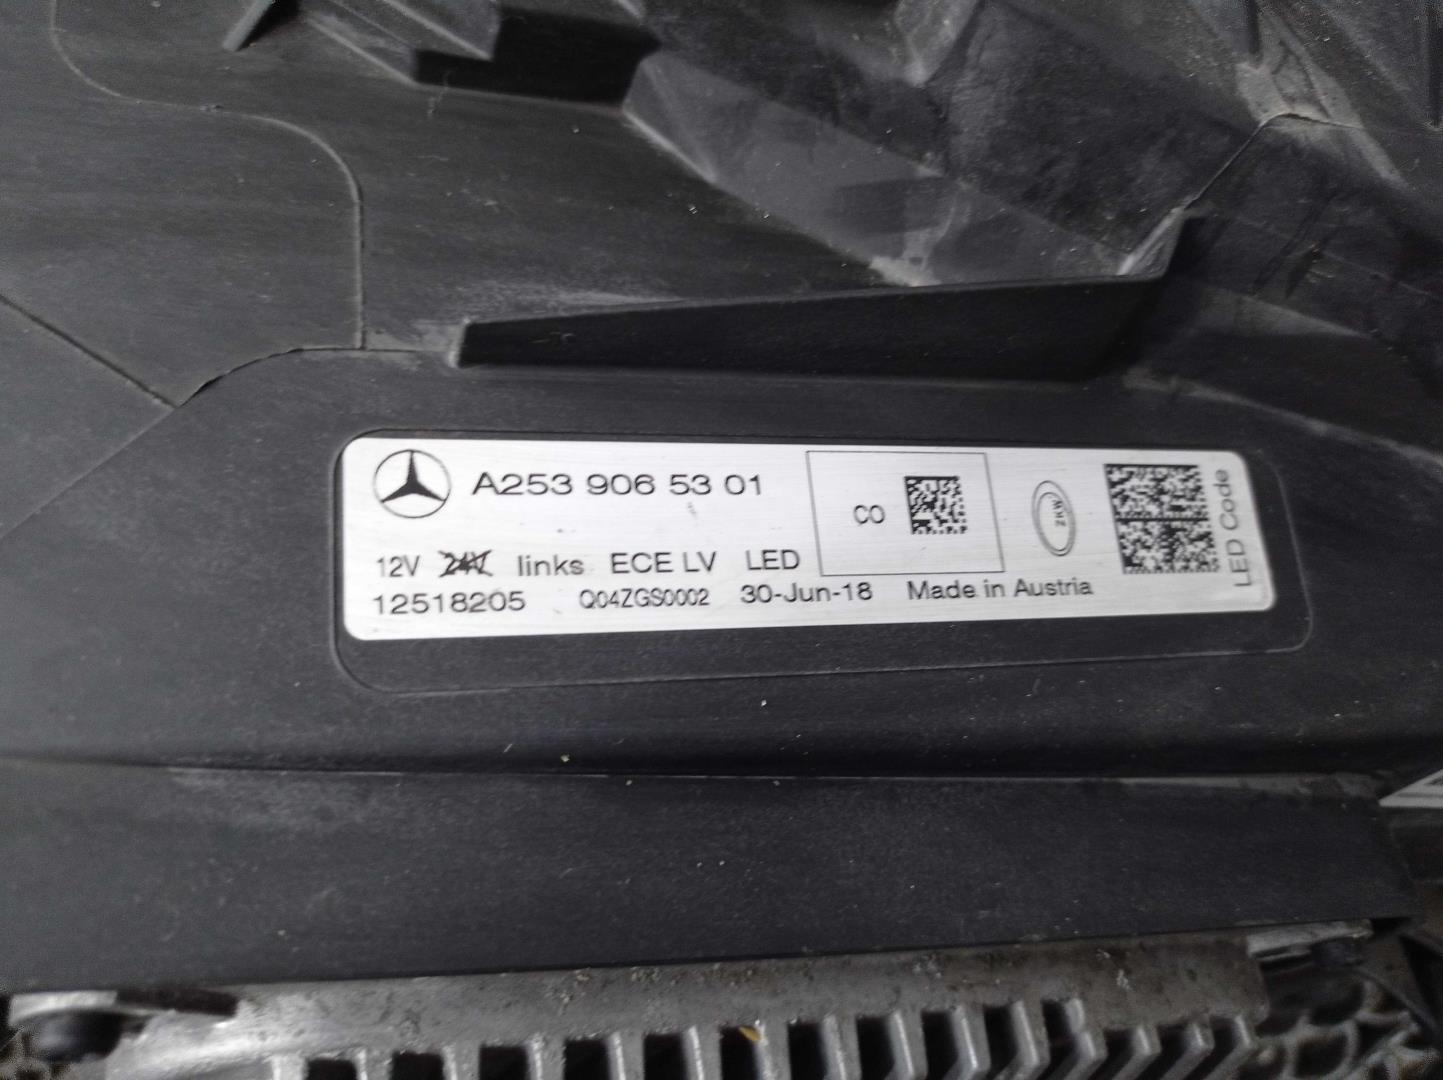 A253 906 53 01
CO
ZKW
12V 24V links ECE LV LED
12518205 Q04ZGS0002 30-Jun-18 Made in Austria
LED Code